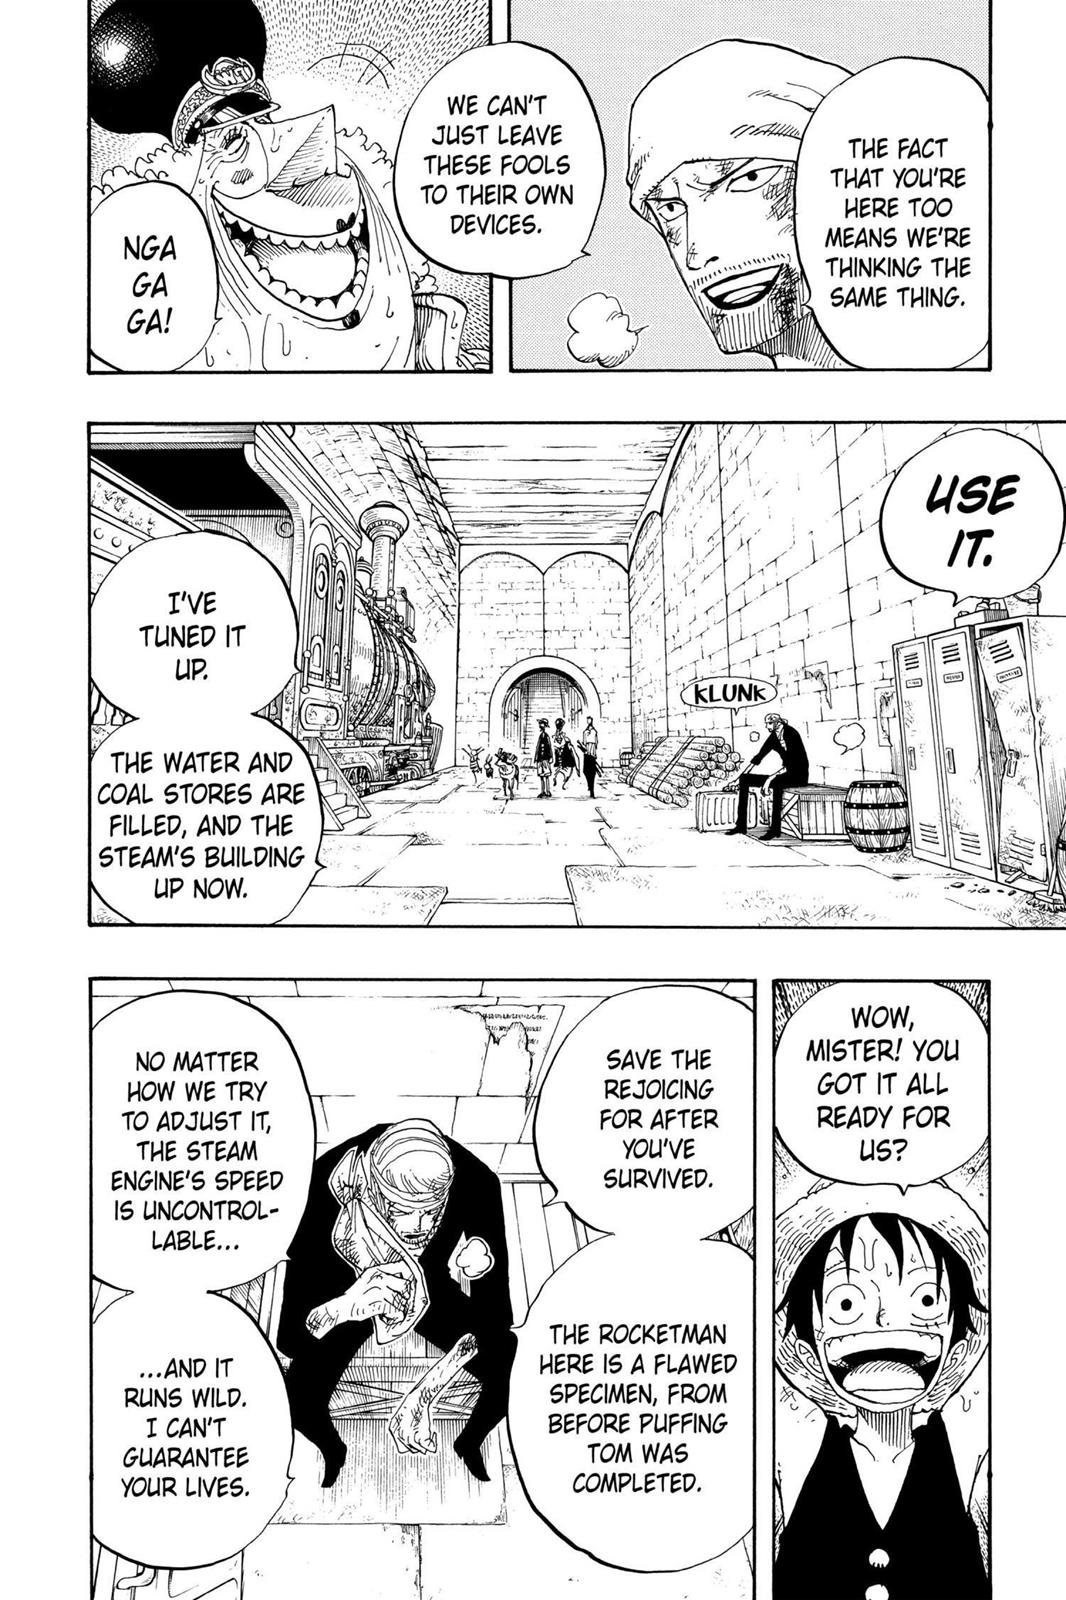 THE FACT
THAT YOU'RE
HERE TOO
MEANS WE'RE
THINKING THE
SAME THING.
WE CAN'T
JUST LEAVE
THESE FOOLS
TO THEIR OWN
DEVICES.
NGA
GA
GA!
USE
IT.
KLUNK
I'VE
TUNED IT
UP.
THE WATER AND
COAL STORES ARE
FILLED, AND THE
STEAM'S BUILDING
UP NOW.
WOW,
MISTER! YOU
GOT IT ALL
READY FOR
US?
SAVE THE
REJOICING
FOR AFTER
YOU'VE
SURVIVED.
THE ROCKETMAN
HERE IS A FLAWED
SPECIMEN, FROM
BEFORE PUFFING
TOM WAS
COMPLETED.
NO MATTER
HOW WE TRY
TO ADJUST IT,
THE STEAM
ENGINE'S SPEED
IS UNCONTROL-
LABLE...
...AND IT
RUNS WILD.
I CAN'T
GUARANTEE
YOUR LIVES.